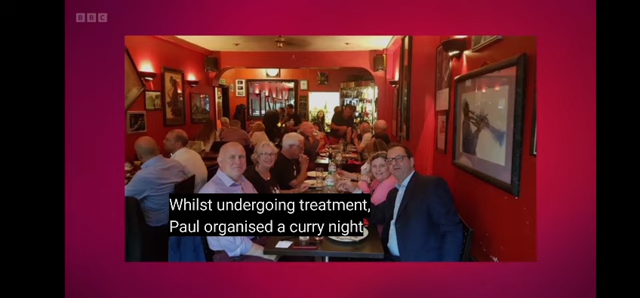 BBC
Whilst undergoing treatment,
Paul organised a curry night